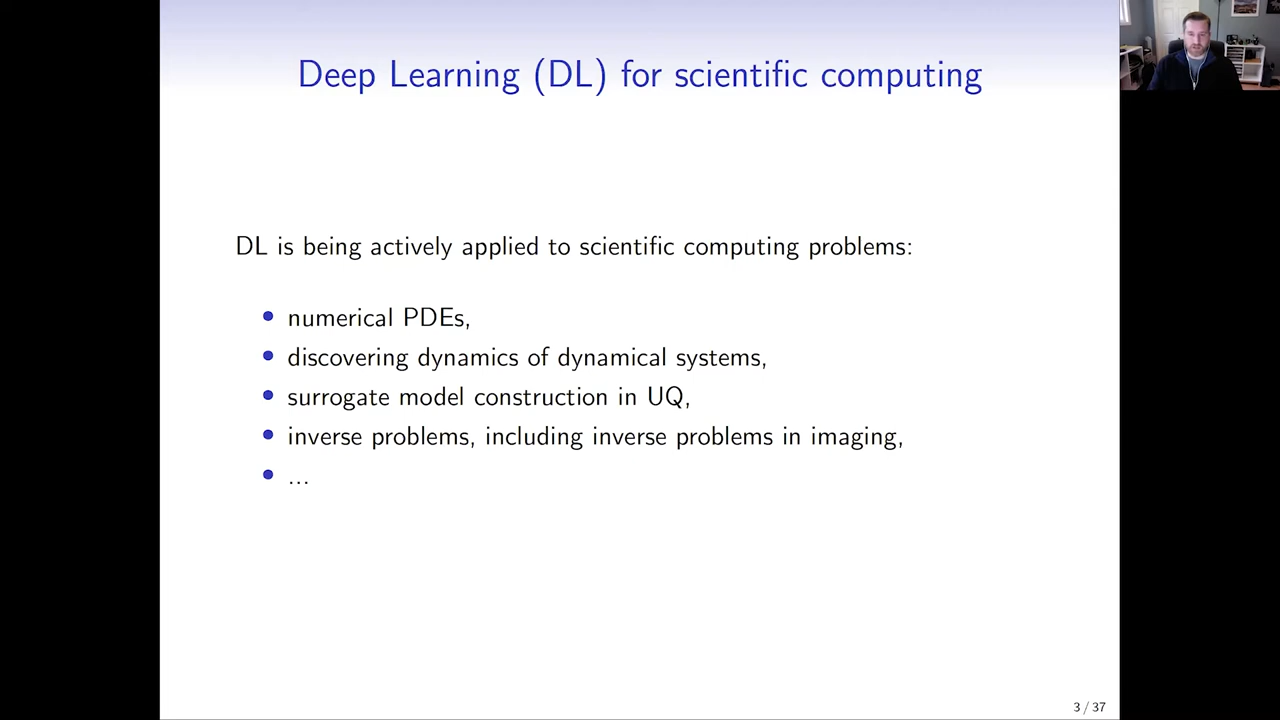 Deep Learning (DL) for scientific computing
DL is being actively applied to scientific computing problems:
• numerical PDEs,
• discovering dynamics of dynamical systems,
• surrogate model construction in UQ,
• inverse problems, including inverse problems in imaging,
• ...
3 / 37